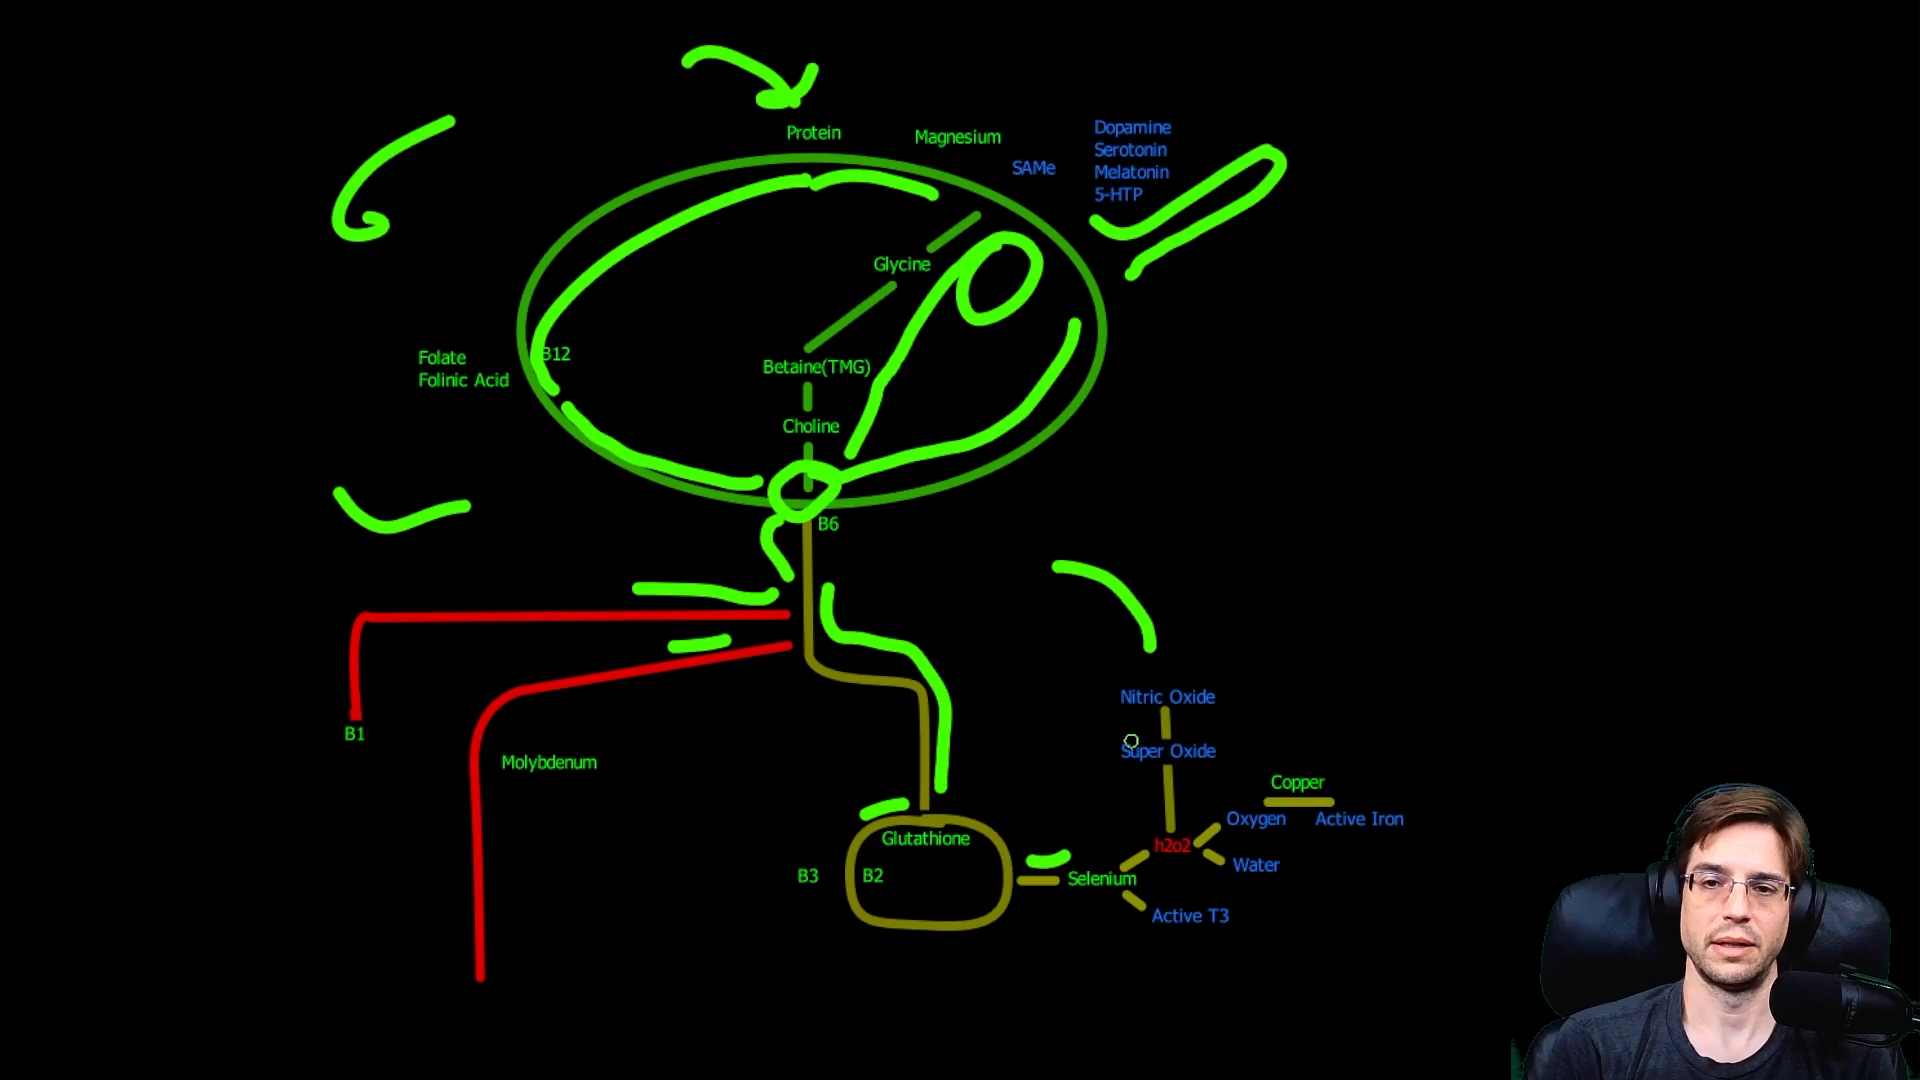 Protein
Magnesium
Dopamine
Serotonin
Melatonin
5-HTP
SAMe
Glycine
Folate
Folinic Acid
B12
Betaine(TMG)
Choline
B6
B1
Molybdenum
Nitric Oxide
Super Oxide
Copper
Oxygen
Active Iron
Glutathione
h2o2
Water
B3
B2
Selenium
Active T3